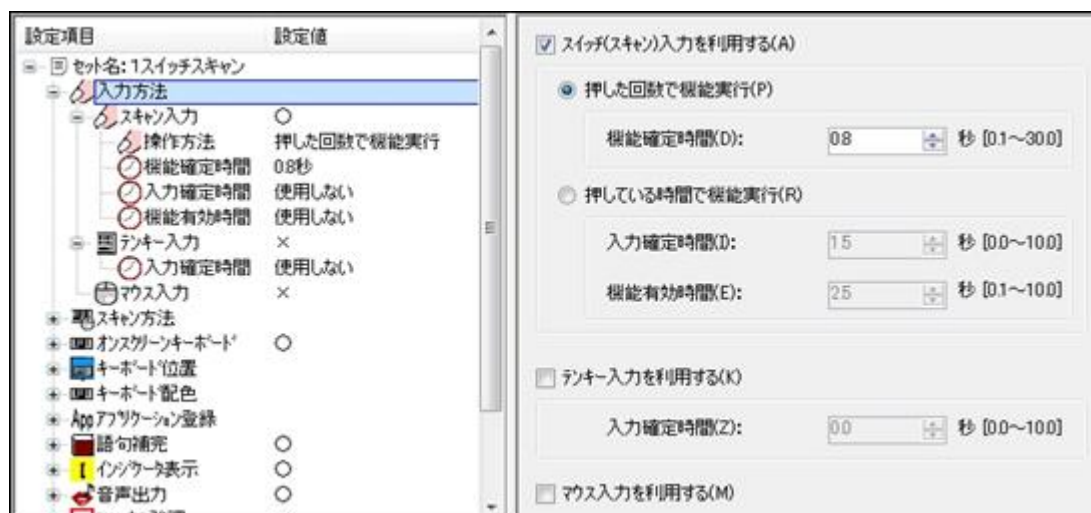 設定項目 設定値
セット名: 1スイッチスキャン
入力方法
スキャン入力 ○
操作方法 押した回数で機能実行
機能確定時間 0.8秒
入力確定時間 使用しない
機能有効時間 使用しない
テンキー入力 ×
入力確定時間 使用しない
マウス入力 ×
スキャン方法
オンスクリーンキーボード ○
キーボード位置
キーボード配色
App アプリケーション登録
語句補完 ○
インジケータ表示 ○
音声出力 ○
スイッチ(スキャン)入力を利用する(A)
押した回数で機能実行(P)
機能確定時間(D): 0.8 秒 [0.1～30.0]
押している時間で機能実行(R)
入力確定時間(I): 1.5 秒 [0.0～10.0]
機能有効時間(E): 2.5 秒 [0.1～10.0]
テンキー入力を利用する(K)
入力確定時間(Z): 0.0 秒 [0.0～10.0]
マウス入力を利用する(M)